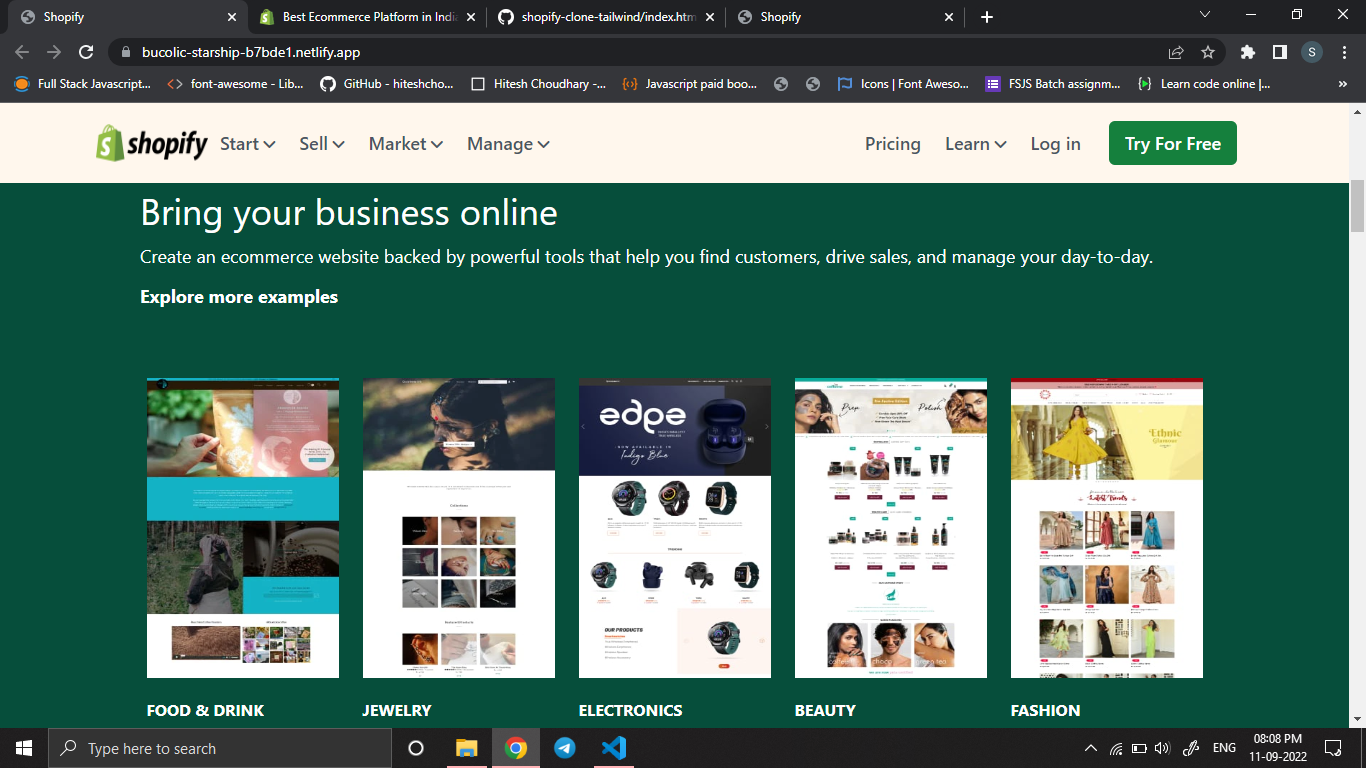 Shopify
Best Ecommerce Platform in Indi
shopify-clone-tailwind/index.htm
Shopify
bucolic-starship-b7bde1.netlify.app
S
Full Stack Javascript...
font-awesome - Lib...
GitHub - hiteshcho...
Hitesh Choudhary -...
Javascript paid boo...
Icons | Font Aweso...
FSJS Batch assignm...
Learn code online |...
»
shopify
Start
Sell
Market
Manage
Pricing
Learn
Log in
Try For Free
Bring your business online
Create an ecommerce website backed by powerful tools that help you find customers, drive sales, and manage your day-to-day.
Explore more examples
edge
NOW AVAILABLE IN
Indigo Blue
OUR PRODUCTS
Prep
Polish
Ethnic
Glamour
Latest Trends
FOOD & DRINK
JEWELRY
ELECTRONICS
BEAUTY
FASHION
Type here to search
ENG
08:08 PM
11-09-2022